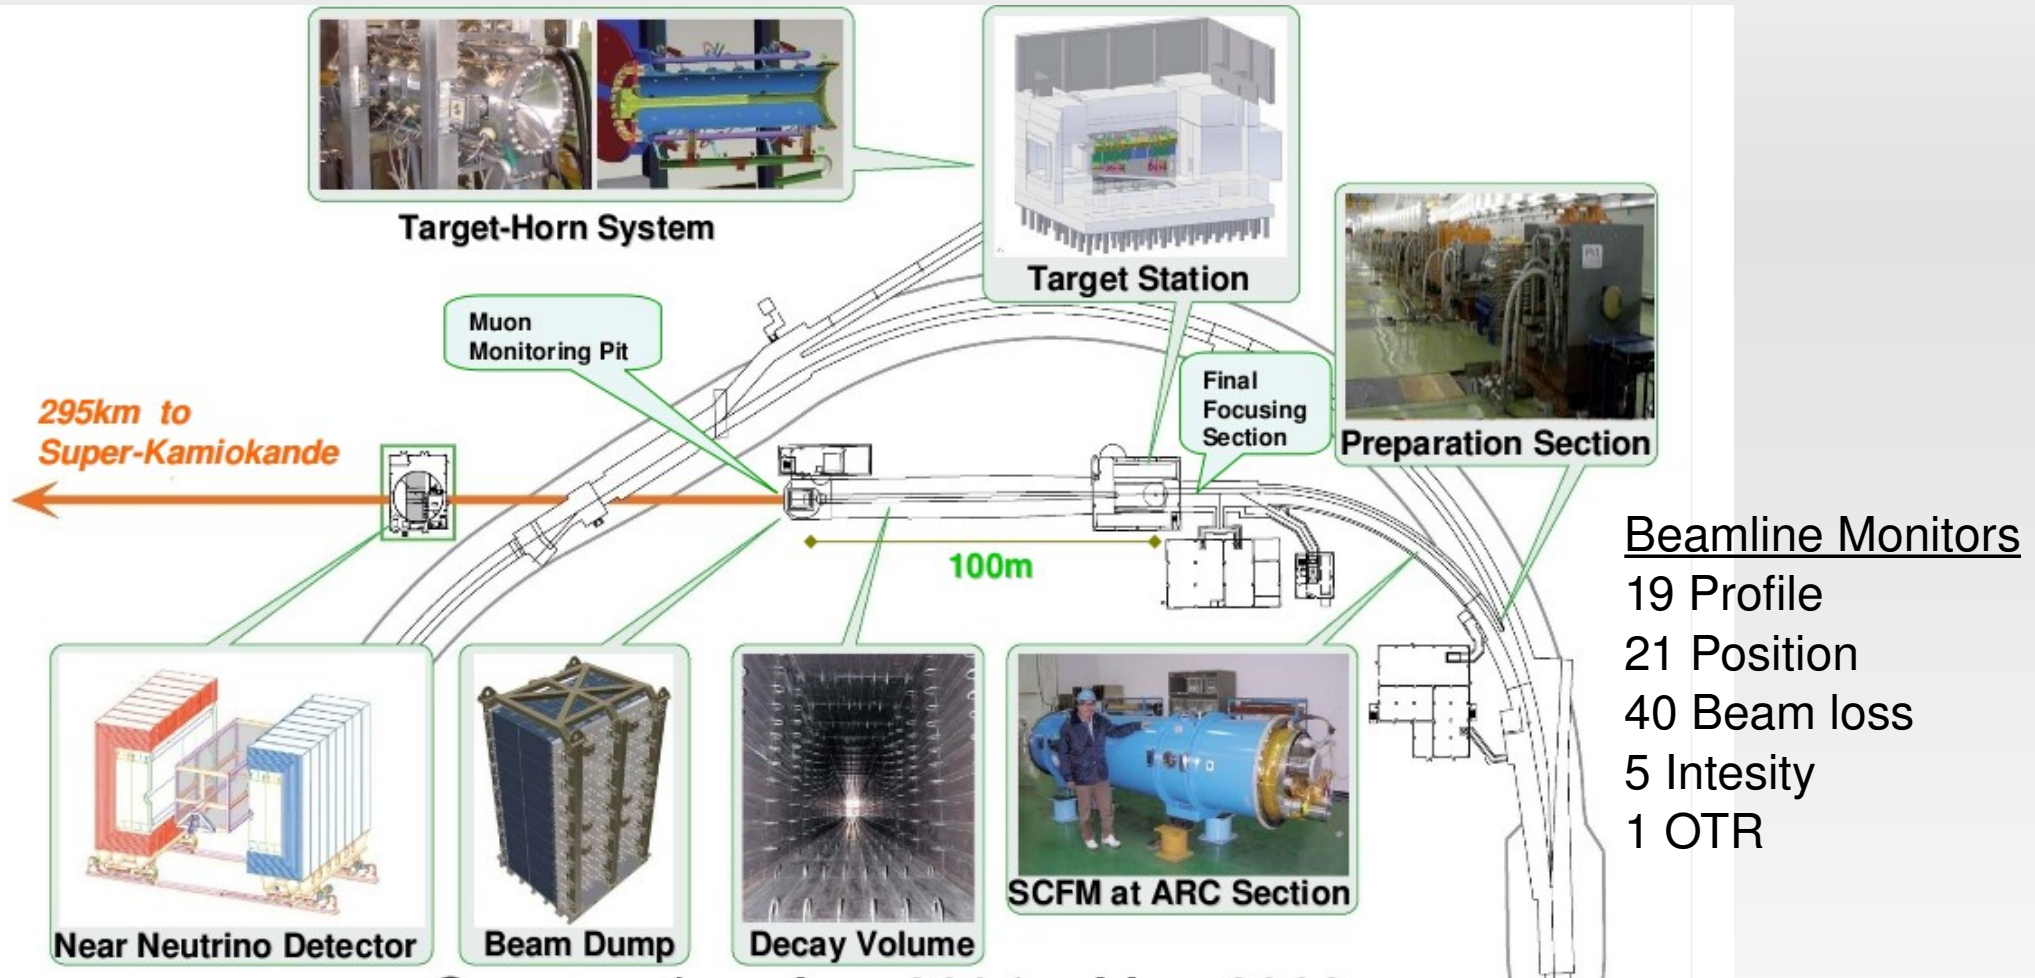 Target-Horn System
Target Station
Muon
Monitoring Pit
Final
Focusing
Section
Preparation Section
295km to
Super-Kamiokande
100m
Near Neutrino Detector
Beam Dump
Decay Volume
SCFM at ARC Section
Beamline Monitors
19 Profile
21 Position
40 Beam loss
5 Intesity
1 OTR